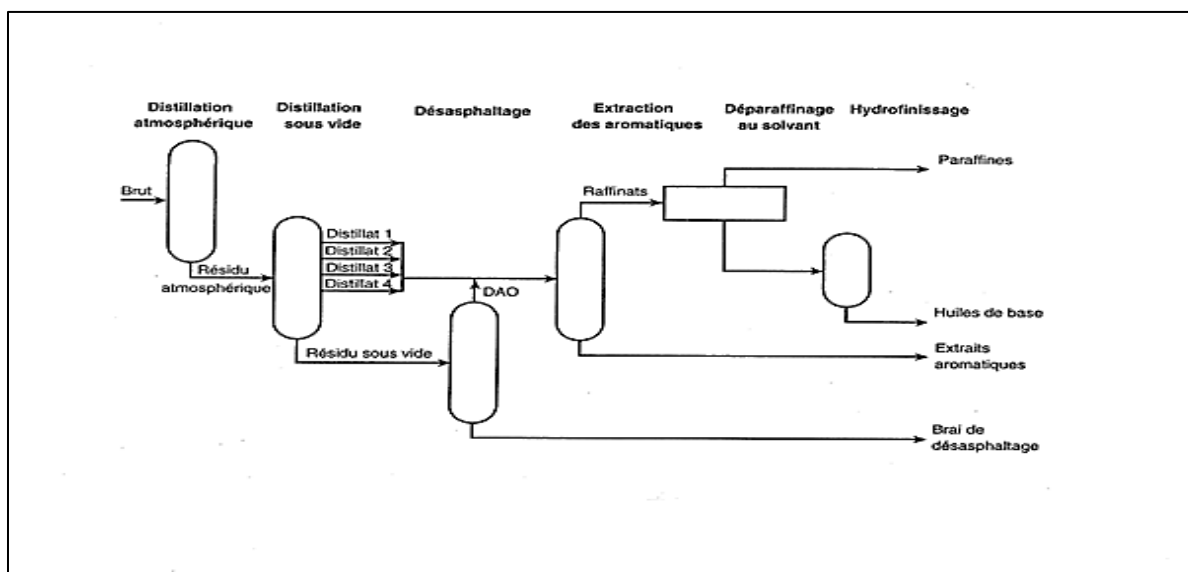 Distillation
atmosphérique
Distillation
sous vide
Désasphaltage
Extraction
des aromatiques
Déparaffinage
au solvant
Hydrofinissage
Paraffines
Brut
Raffinats
Distillat 1
Distillat 2
Distillat 3
Distillat 4
Résidu
atmosphérique
DAO
Huiles de base
Résidu sous vide
Extraits
aromatiques
Brai de
désasphaltage